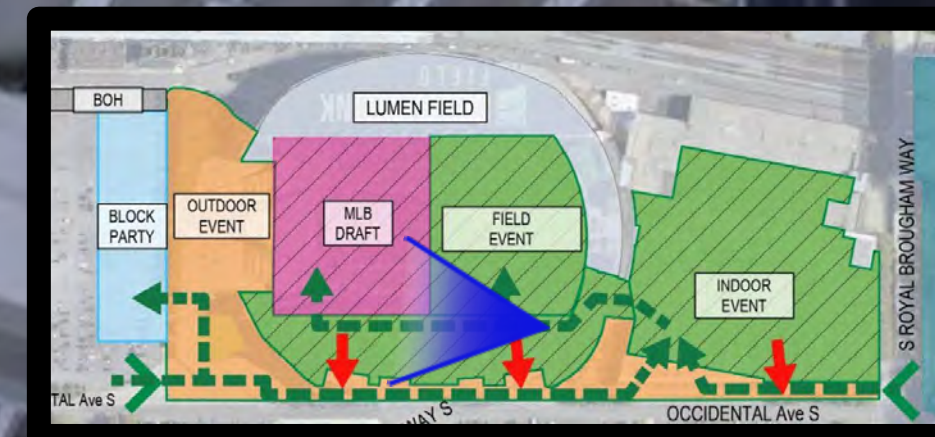 BOH
LUMEN FIELD
BLOCK
PARTY
OUTDOOR
EVENT
MLB
DRAFT
FIELD
EVENT
INDOOR
EVENT
S ROYAL BROUGHAM WAY
TAL Ave S
WAY S
OCCIDENTAL Ave S